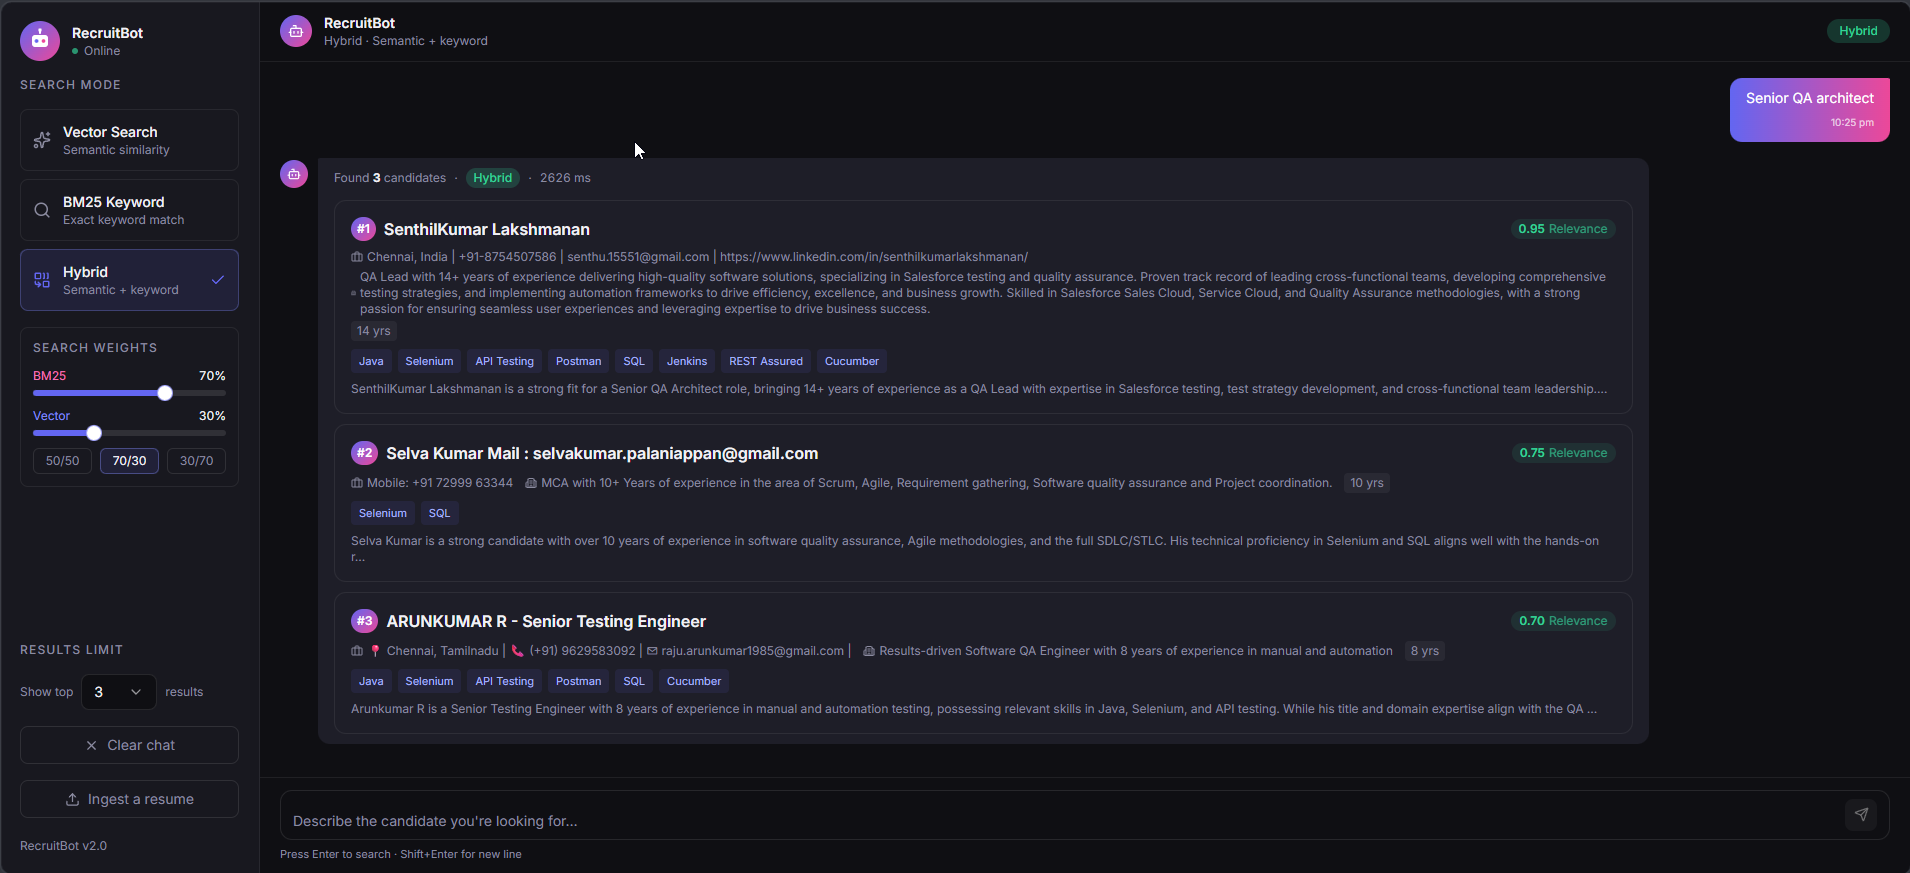 RecruitBot
Online
SEARCH MODE
Vector Search
Semantic similarity
BM25 Keyword
Exact keyword match
Hybrid
Semantic + keyword
SEARCH WEIGHTS
BM25 70%
Vector 30%
50/50 70/30 30/70
RESULTS LIMIT
Show top 3 results
Clear chat
Ingest a resume
RecruitBot v2.0
RecruitBot
Hybrid · Semantic + keyword
Hybrid
Senior QA architect
10:25 pm
Found 3 candidates · Hybrid · 2626 ms
#1 SenthilKumar Lakshmanan 0.95 Relevance
Chennai, India | +91-8754507586 | senthu.15551@gmail.com | https://www.linkedin.com/in/senthilkumarlakshmanan/
QA Lead with 14+ years of experience delivering high-quality software solutions, specializing in Salesforce testing and quality assurance. Proven track record of leading cross-functional teams, developing comprehensive
testing strategies, and implementing automation frameworks to drive efficiency, excellence, and business growth. Skilled in Salesforce Sales Cloud, Service Cloud, and Quality Assurance methodologies, with a strong
passion for ensuring seamless user experiences and leveraging expertise to drive business success.
14 yrs
Java Selenium API Testing Postman SQL Jenkins REST Assured Cucumber
SenthilKumar Lakshmanan is a strong fit for a Senior QA Architect role, bringing 14+ years of experience as a QA Lead with expertise in Salesforce testing, test strategy development, and cross-functional team leadership....
#2 Selva Kumar Mail : selvakumar.palaniappan@gmail.com 0.75 Relevance
Mobile: +91 72999 63344 MCA with 10+ Years of experience in the area of Scrum, Agile, Requirement gathering, Software quality assurance and Project coordination. 10 yrs
Selenium SQL
Selva Kumar is a strong candidate with over 10 years of experience in software quality assurance, Agile methodologies, and the full SDLC/STLC. His technical proficiency in Selenium and SQL aligns well with the hands-on
r...
#3 ARUNKUMAR R - Senior Testing Engineer 0.70 Relevance
Chennai, Tamilnadu | (+91) 9629583092 | raju.arunkumar1985@gmail.com | Results-driven Software QA Engineer with 8 years of experience in manual and automation 8 yrs
Java Selenium API Testing Postman SQL Cucumber
Arunkumar R is a Senior Testing Engineer with 8 years of experience in manual and automation testing, possessing relevant skills in Java, Selenium, and API testing. While his title and domain expertise align with the QA ...
Describe the candidate you're looking for...
Press Enter to search · Shift+Enter for new line